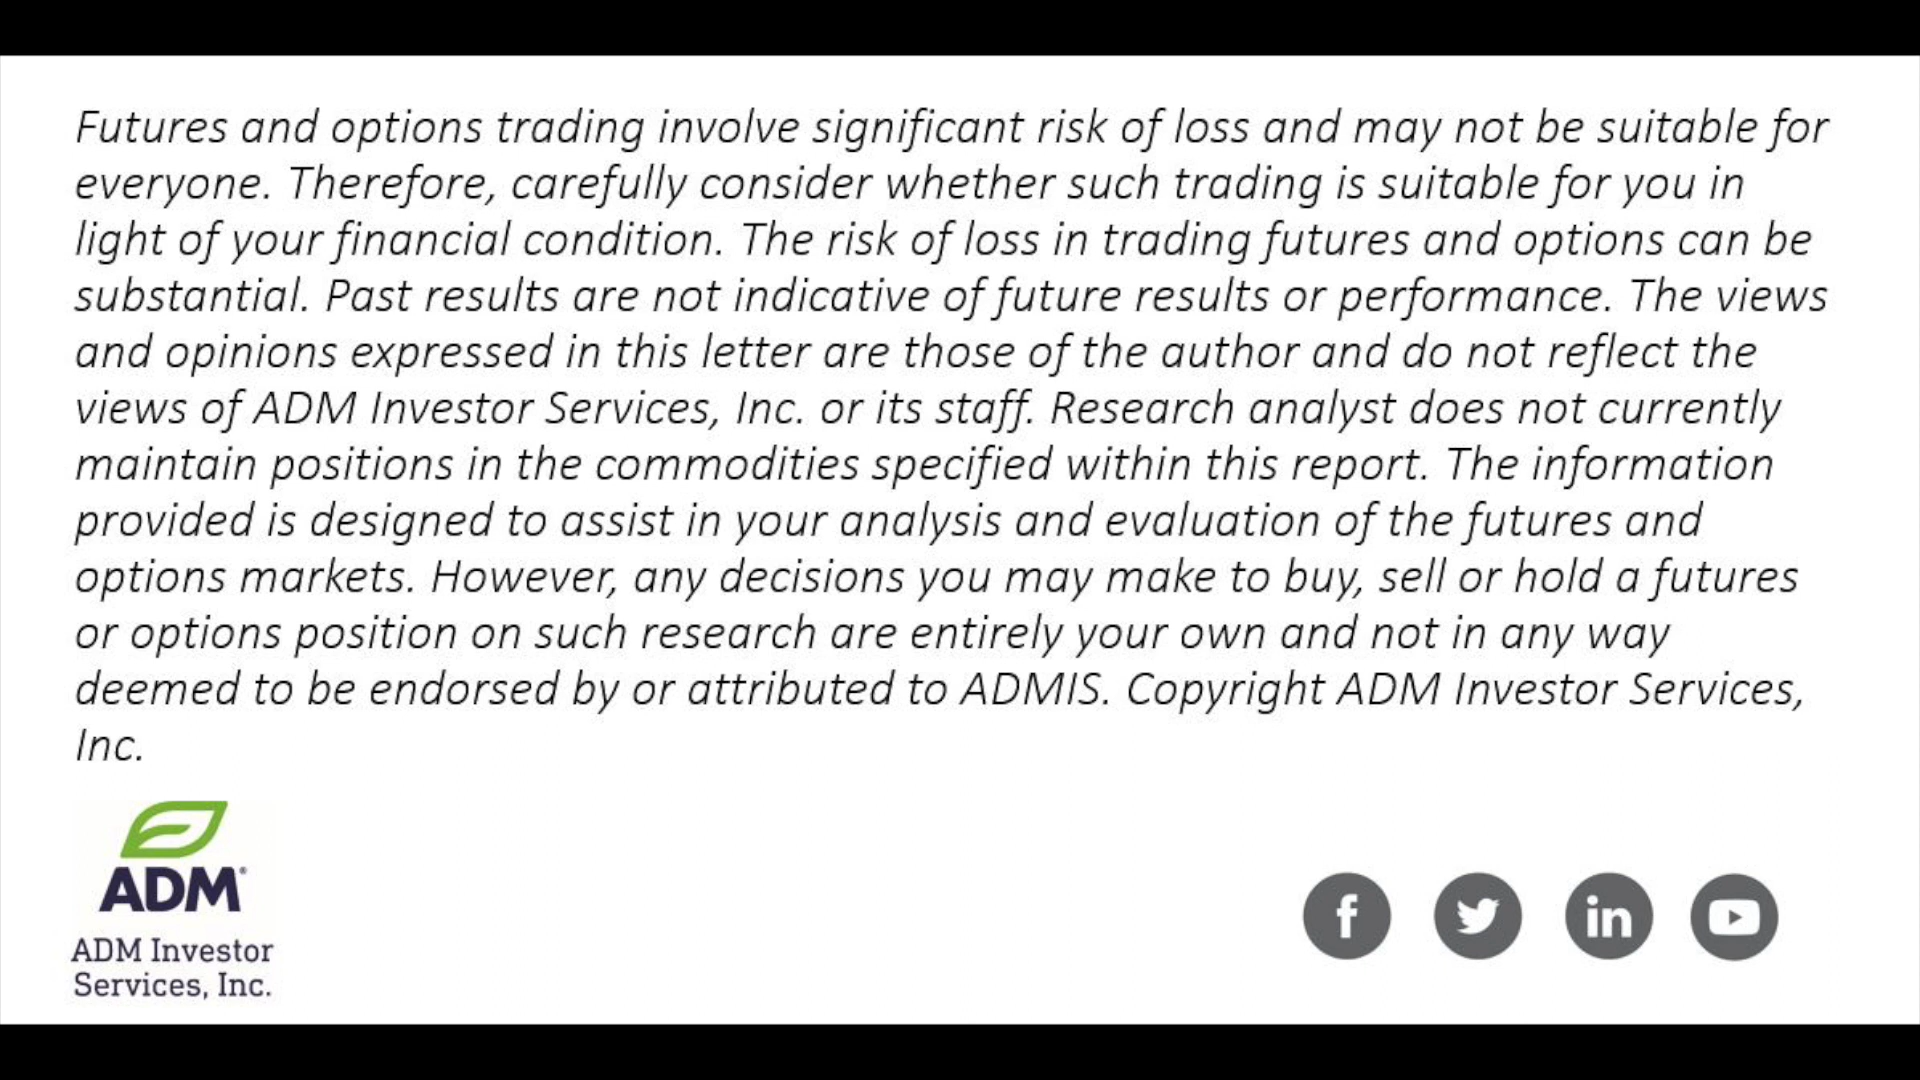 Futures and options trading involve significant risk of loss and may not be suitable for
everyone. Therefore, carefully consider whether such trading is suitable for you in
light of your financial condition. The risk of loss in trading futures and options can be
substantial. Past results are not indicative of future results or performance. The views
and opinions expressed in this letter are those of the author and do not reflect the
views of ADM Investor Services, Inc. or its staff. Research analyst does not currently
maintain positions in the commodities specified within this report. The information
provided is designed to assist in your analysis and evaluation of the futures and
options markets. However, any decisions you may make to buy, sell or hold a futures
or options position on such research are entirely your own and not in any way
deemed to be endorsed by or attributed to ADMIS. Copyright ADM Investor Services,
Inc.
ADM®
ADM Investor
Services, Inc.
f
in